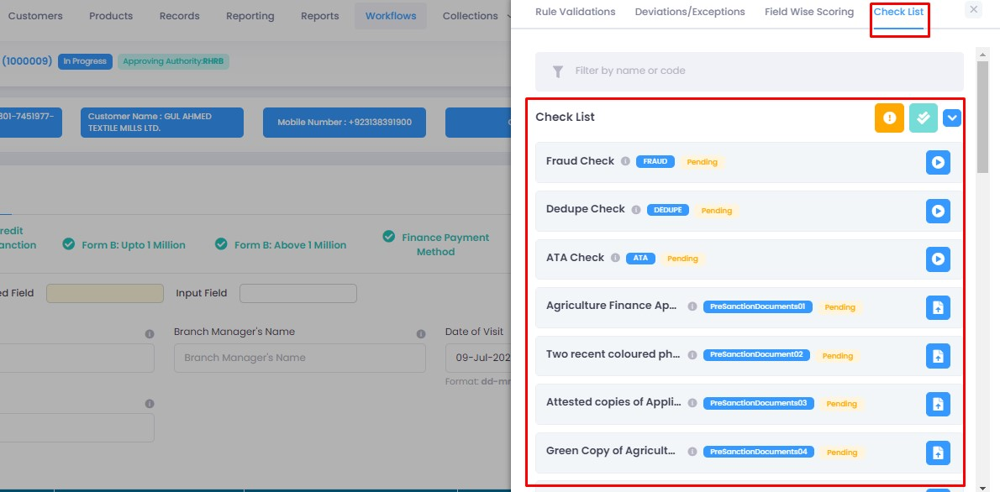 Customers Products Records Reporting Reports Workflows Collections
(1000009) In Progress Approving Authority:RHRB
301-7451977-
Customer Name : GUL AHMED
TEXTILE MILLS LTD.
Mobile Number : +923138391900
redit
anction
Form B: Upto 1 Million
Form B: Above 1 Million
Finance Payment
Method
ed Field
Input Field
Branch Manager's Name
Date of Visit
Branch Manager's Name
09-Jul-202
Format: dd-mm
Rule Validations Deviations/Exceptions Field Wise Scoring Check List
Filter by name or code
Check List
Fraud Check FRAUD Pending
Dedupe Check DEDUPE Pending
ATA Check ATA Pending
Agriculture Finance Ap... PreSanctionDocuments01 Pending
Two recent coloured ph... PreSanctionDocument02 Pending
Attested copies of Appli... PreSanctionDocuments03 Pending
Green Copy of Agricult... PreSanctionDocuments04 Pending